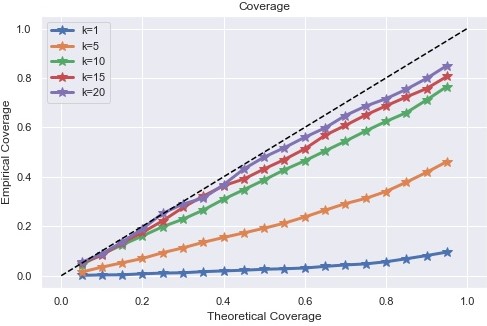 Coverage
k=1
k=5
k=10
k=15
k=20
Empirical Coverage
1.0
0.8
0.6
0.4
0.2
0.0
0.0 0.2 0.4 0.6 0.8 1.0
Theoretical Coverage